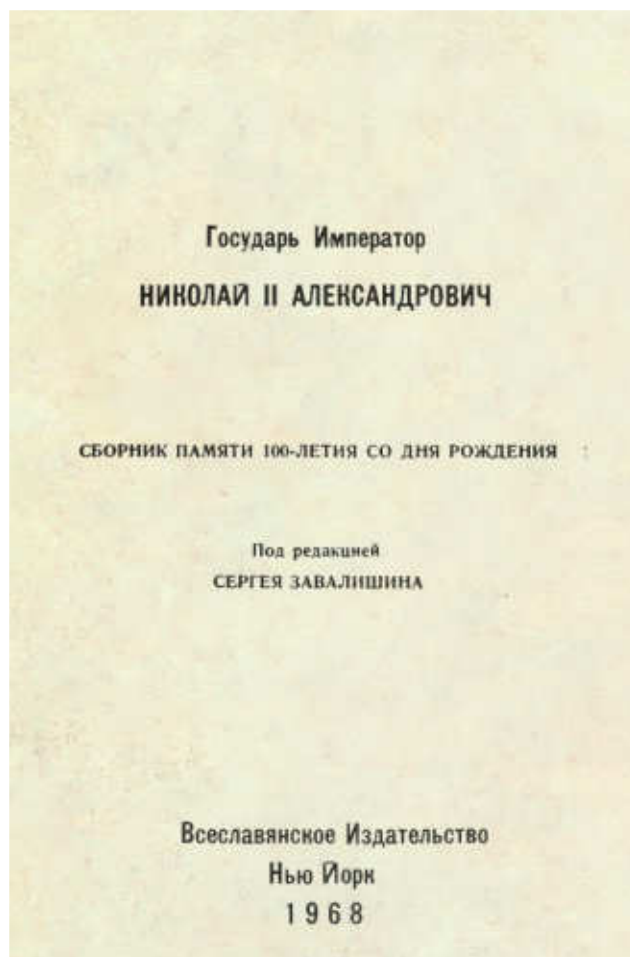 Государь Император
НИКОЛАЙ II АЛЕКСАНДРОВИЧ
СБОРНИК ПАМЯТИ 100-ЛЕТИЯ СО ДНЯ РОЖДЕНИЯ
Под редакцией
СЕРГЕЯ ЗАВАЛИШИНА
Всеславянское Издательство
Нью Йорк
1968